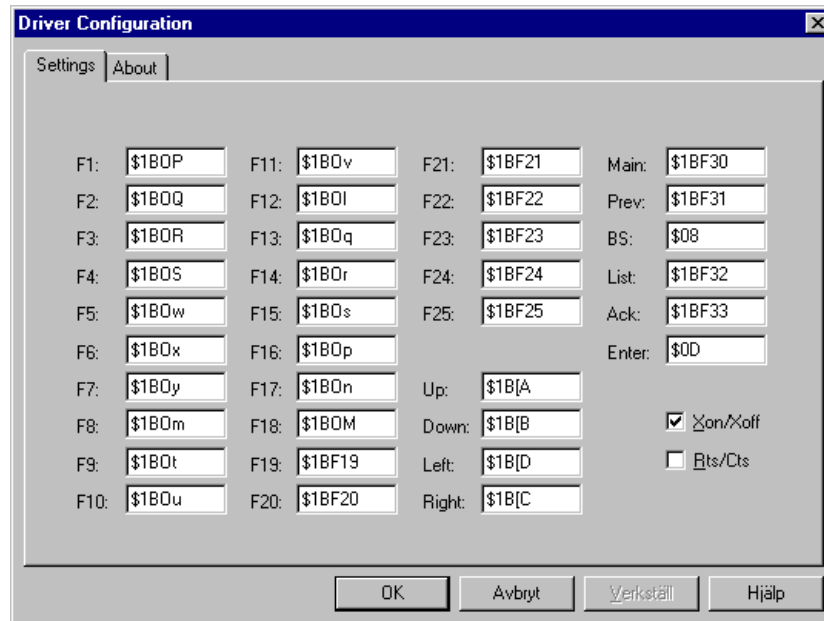 Driver Configuration
Settings About
F1: $1BOP F11: $1BOv F21: $1BF21 Main: $1BF30
F2: $1BOQ F12: $1BOl F22: $1BF22 Prev: $1BF31
F3: $1BOR F13: $1BOq F23: $1BF23 BS: $08
F4: $1BOS F14: $1BOr F24: $1BF24 List: $1BF32
F5: $1BOw F15: $1BOs F25: $1BF25 Ack: $1BF33
F6: $1BOx F16: $1BOp Enter: $0D
F7: $1BOy F17: $1BOn Up: $1B[A
F8: $1BOm F18: $1BOM Down: $1B[B Xon/Xoff
F9: $1BOt F19: $1BF19 Left: $1B[D Rts/Cts
F10: $1BOu F20: $1BF20 Right: $1B[C
OK Avbryt Verkställ Hjälp